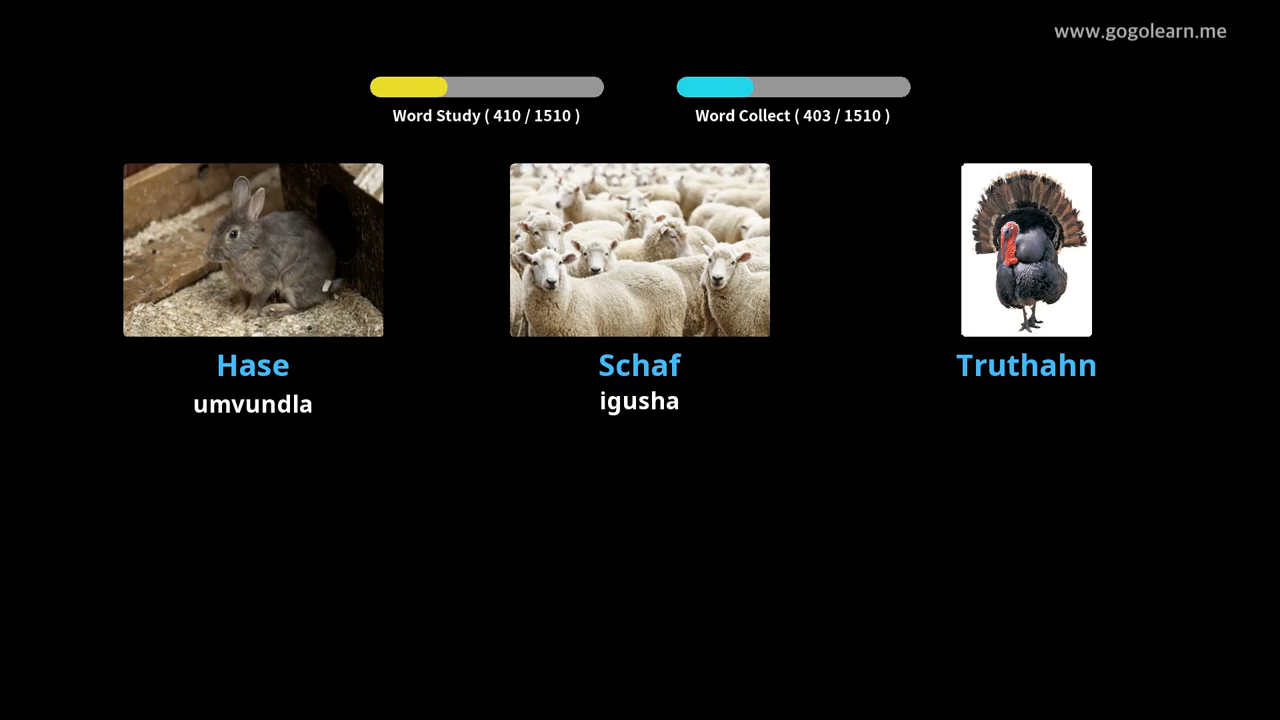 www.gogolearn.me
Word Study ( 410 / 1510 )
Word Collect ( 403 / 1510 )
Hase
umvundla
Schaf
igusha
Truthahn